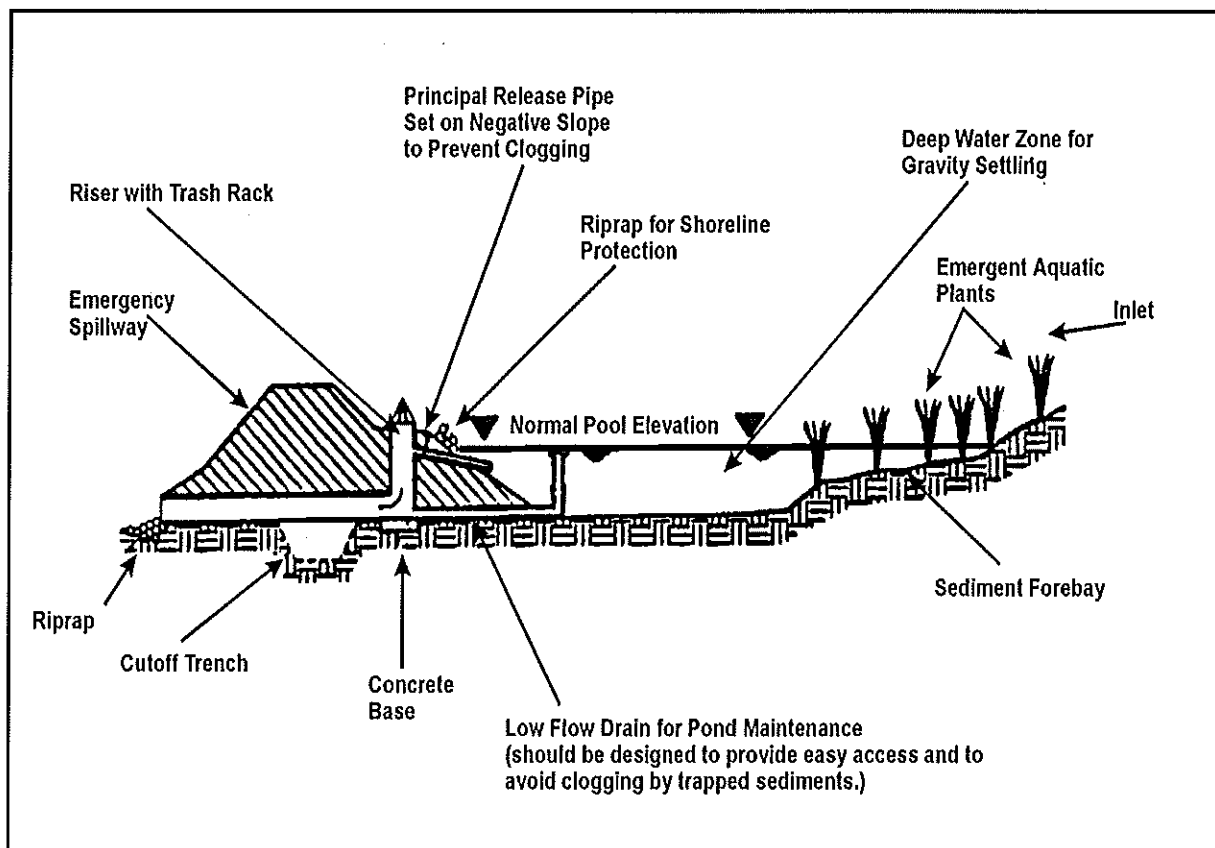 Principal Release Pipe
Set on Negative Slope
to Prevent Clogging
Deep Water Zone for
Gravity Settling
Riser with Trash Rack
Riprap for Shoreline
Protection
Emergent Aquatic
Plants
Inlet
Emergency
Spillway
Normal Pool Elevation
Sediment Forebay
Riprap
Cutoff Trench
Concrete
Base
Low Flow Drain for Pond Maintenance
(should be designed to provide easy access and to
avoid clogging by trapped sediments.)